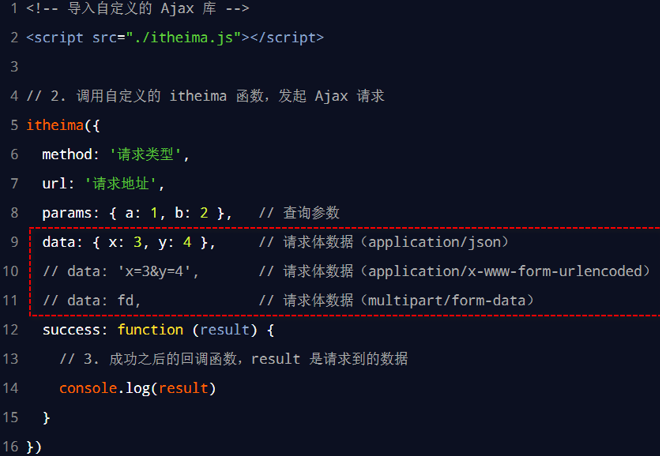 1 <!-- 导入自定义的 Ajax 库 -->
2 <script src="./itheima.js"></script>
3
4 // 2. 调用自定义的 itheima 函数，发起 Ajax 请求
5 itheima({
6   method: '请求类型',
7   url: '请求地址',
8   params: { a: 1, b: 2 },   // 查询参数
9   data: { x: 3, y: 4 },     // 请求体数据（application/json）
10   // data: 'x=3&y=4',       // 请求体数据（application/x-www-form-urlencoded）
11   // data: fd,              // 请求体数据（multipart/form-data）
12   success: function (result) {
13     // 3. 成功之后的回调函数，result 是请求到的数据
14     console.log(result)
15   }
16 })